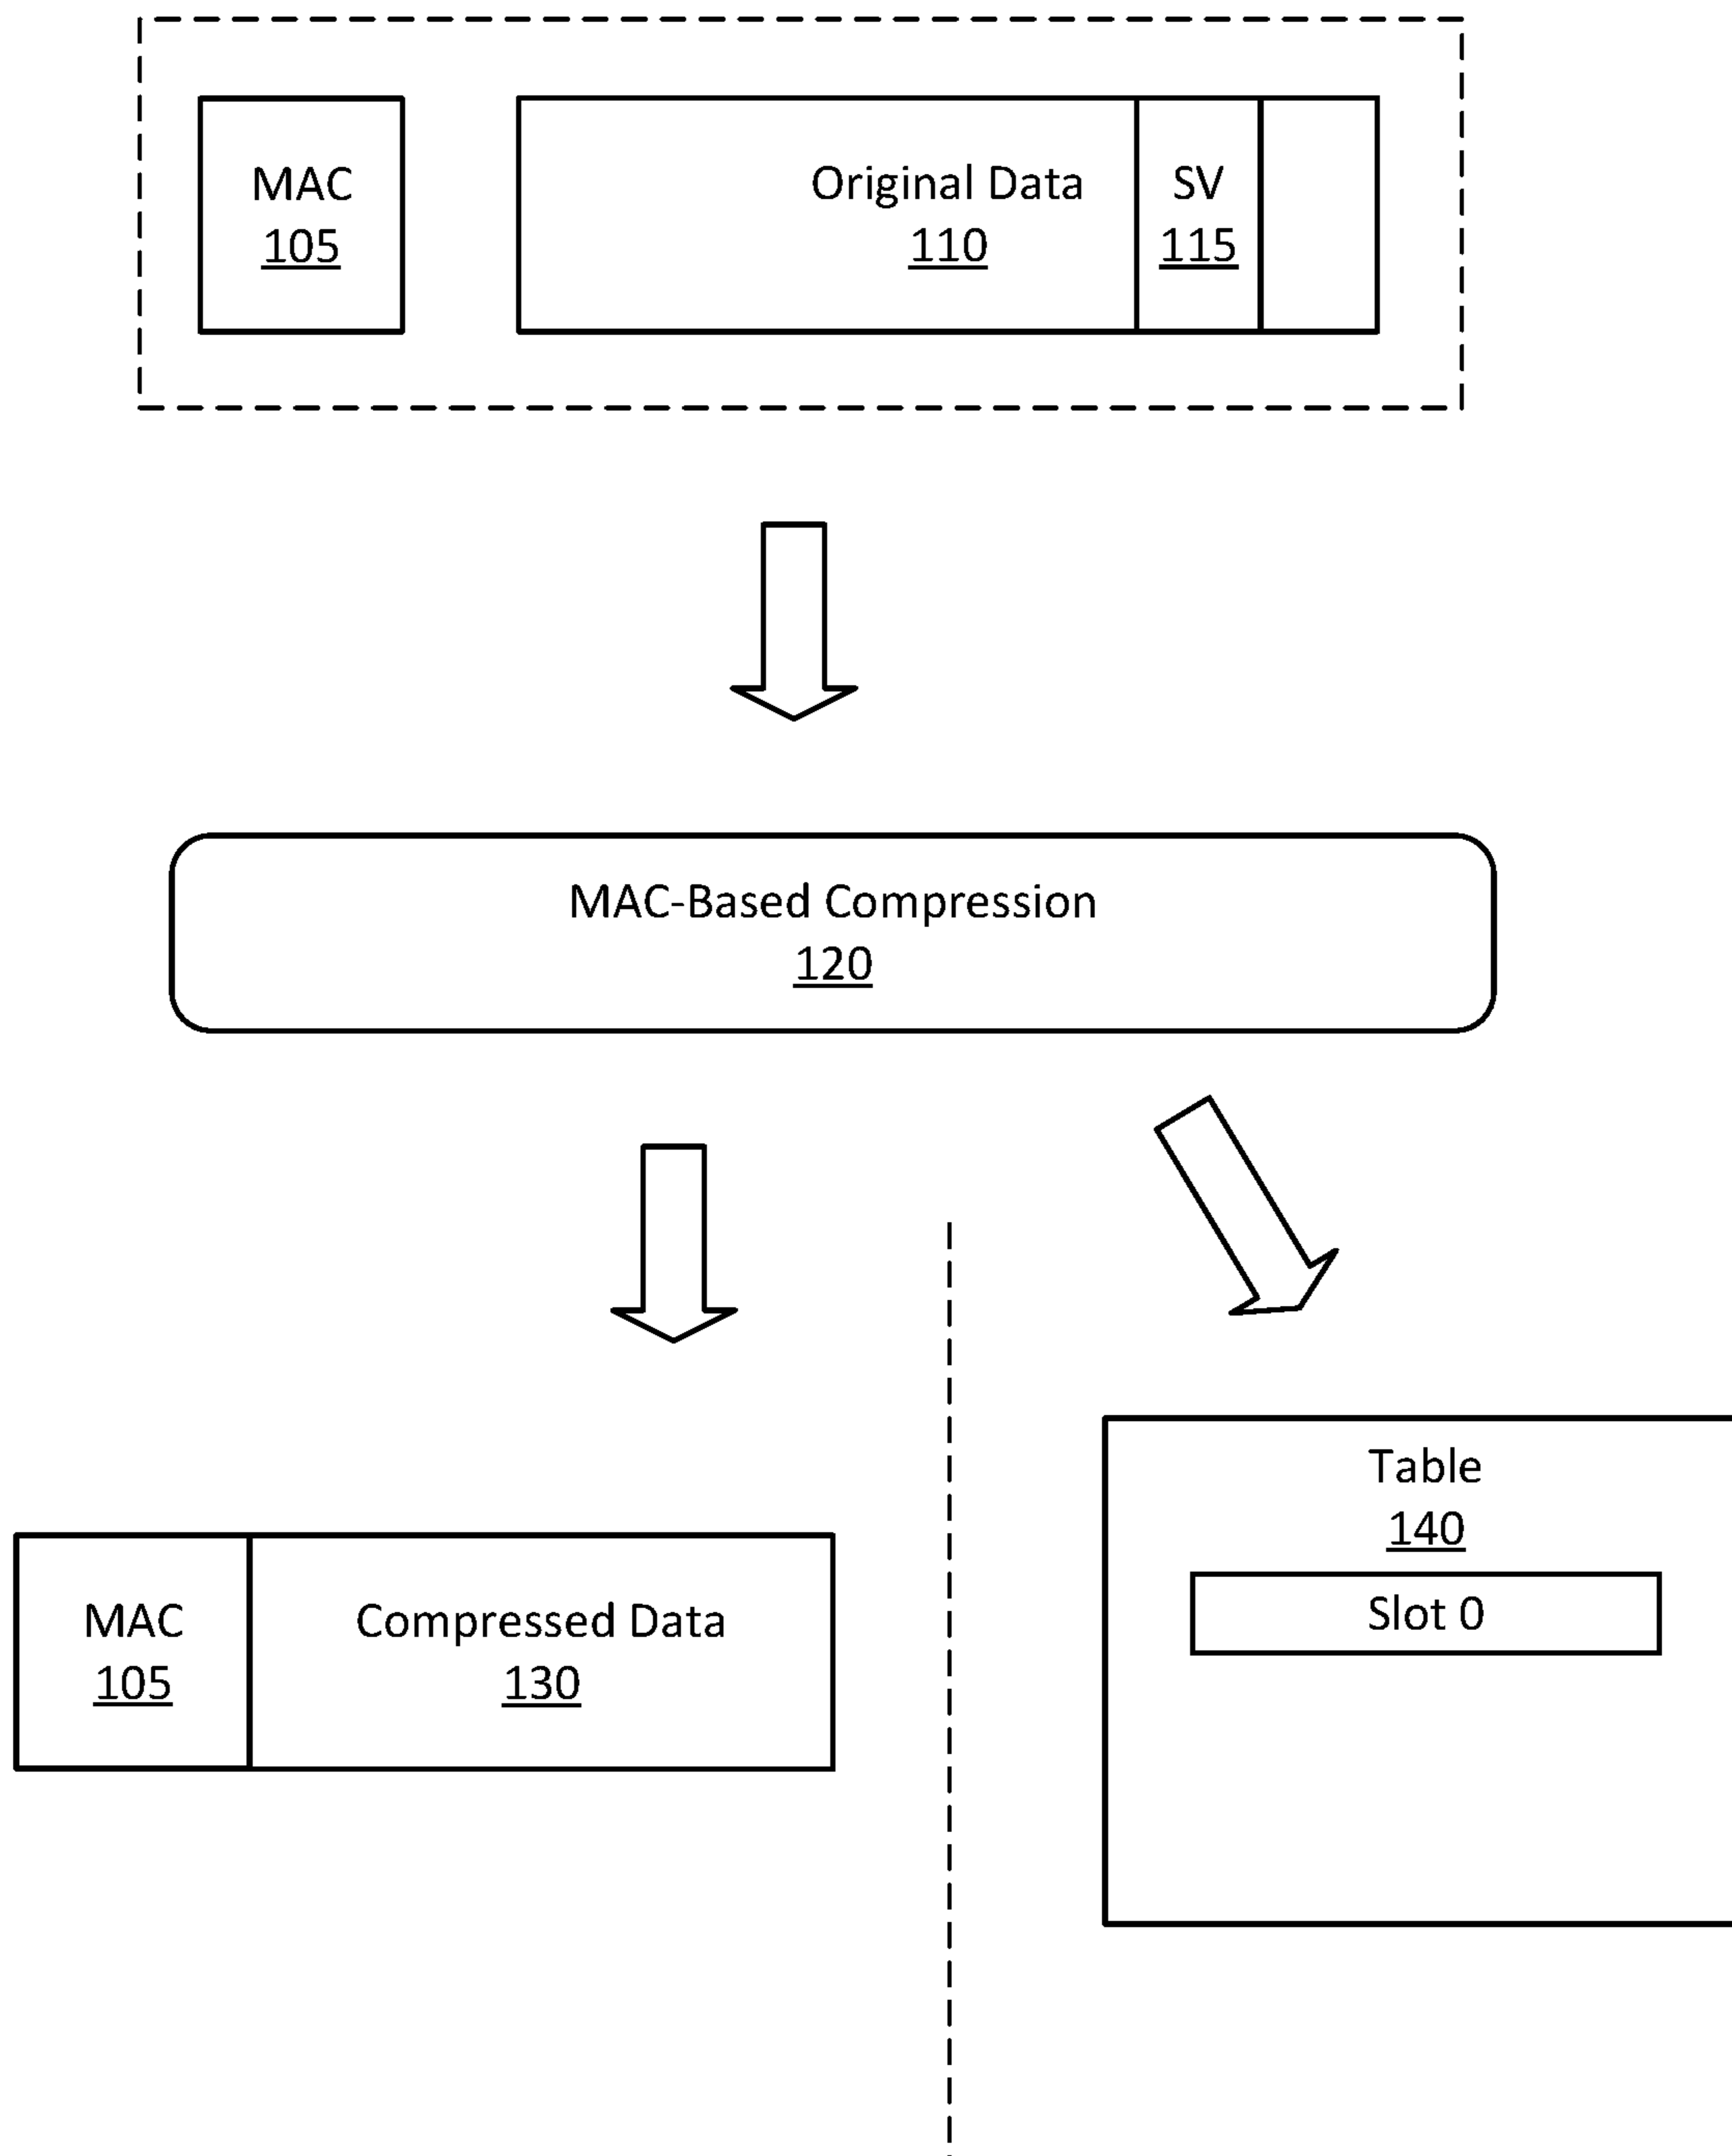 MAC
105
Original Data
110
SV
115
MAC-Based Compression
120
MAC
105
Compressed Data
130
Table
140
Slot 0